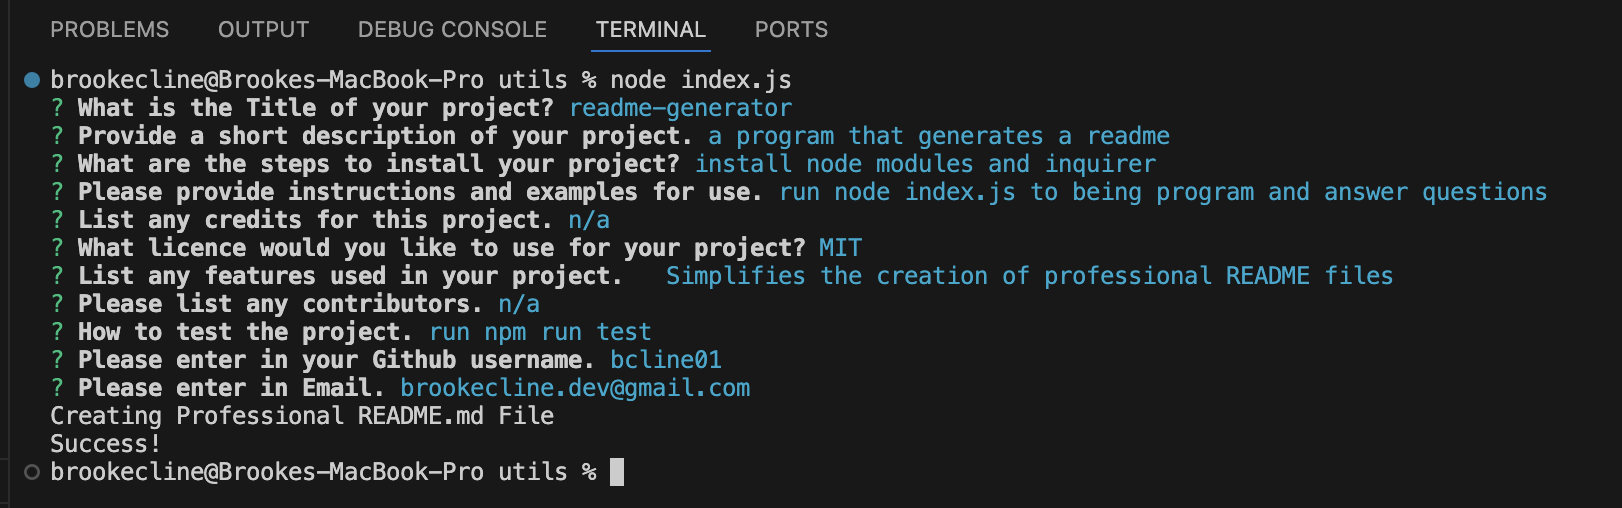 PROBLEMS OUTPUT DEBUG CONSOLE TERMINAL PORTS
brookecline@Brookes-MacBook-Pro utils % node index.js
? What is the Title of your project? readme-generator
? Provide a short description of your project. a program that generates a readme
? What are the steps to install your project? install node modules and inquirer
? Please provide instructions and examples for use. run node index.js to being program and answer questions
? List any credits for this project. n/a
? What licence would you like to use for your project? MIT
? List any features used in your project.   Simplifies the creation of professional README files
? Please list any contributors. n/a
? How to test the project. run npm run test
? Please enter in your Github username. bcline01
? Please enter in Email. brookecline.dev@gmail.com
Creating Professional README.md File
Success!
brookecline@Brookes-MacBook-Pro utils %